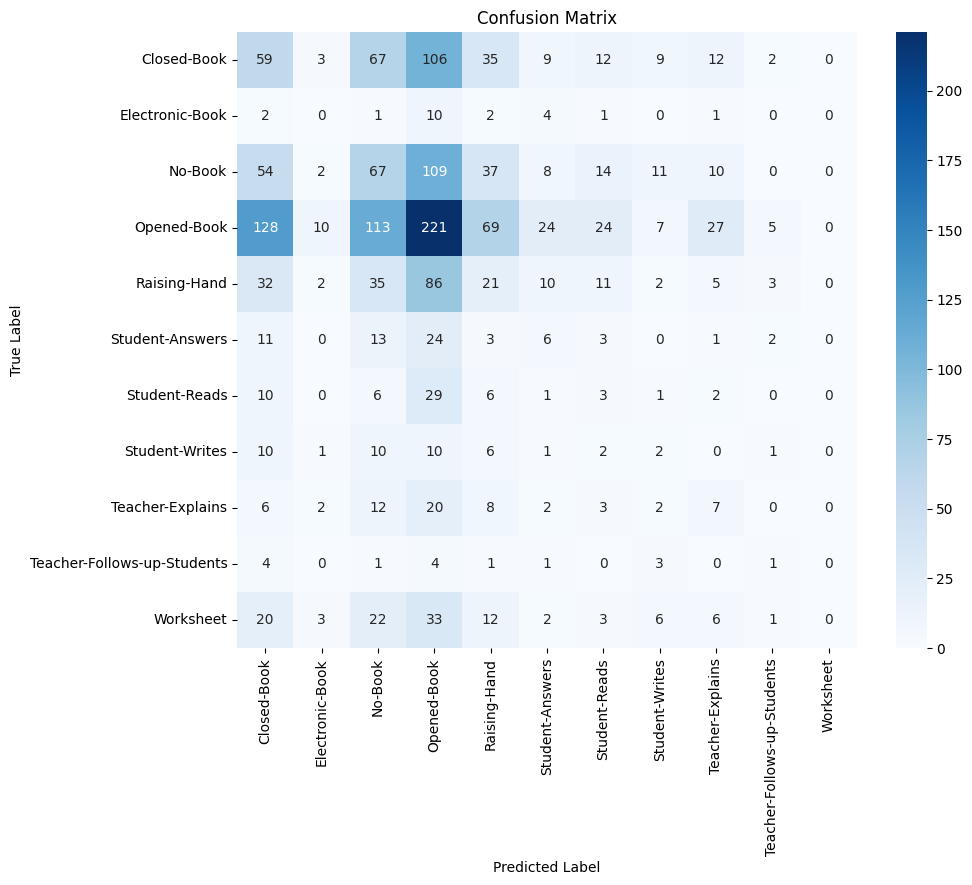 Confusion Matrix
Closed-Book 59 3 67 106 35 9 12 9 12 2 0
Electronic-Book 2 0 1 10 2 4 1 0 1 0 0
No-Book 54 2 67 109 37 8 14 11 10 0 0
Opened-Book 128 10 113 221 69 24 24 7 27 5 0
Raising-Hand 32 2 35 86 21 10 11 2 5 3 0
Student-Answers 11 0 13 24 3 6 3 0 1 2 0
Student-Reads 10 0 6 29 6 1 3 1 2 0 0
Student-Writes 10 1 10 10 6 1 2 2 0 1 0
Teacher-Explains 6 2 12 20 8 2 3 2 7 0 0
Teacher-Follows-up-Students 4 0 1 4 1 1 0 3 0 1 0
Worksheet 20 3 22 33 12 2 3 6 6 1 0
True Label
Closed-Book
Electronic-Book
No-Book
Opened-Book
Raising-Hand
Student-Answers
Student-Reads
Student-Writes
Teacher-Explains
Teacher-Follows-up-Students
Worksheet
Predicted Label
200
175
150
125
100
75
50
25
0